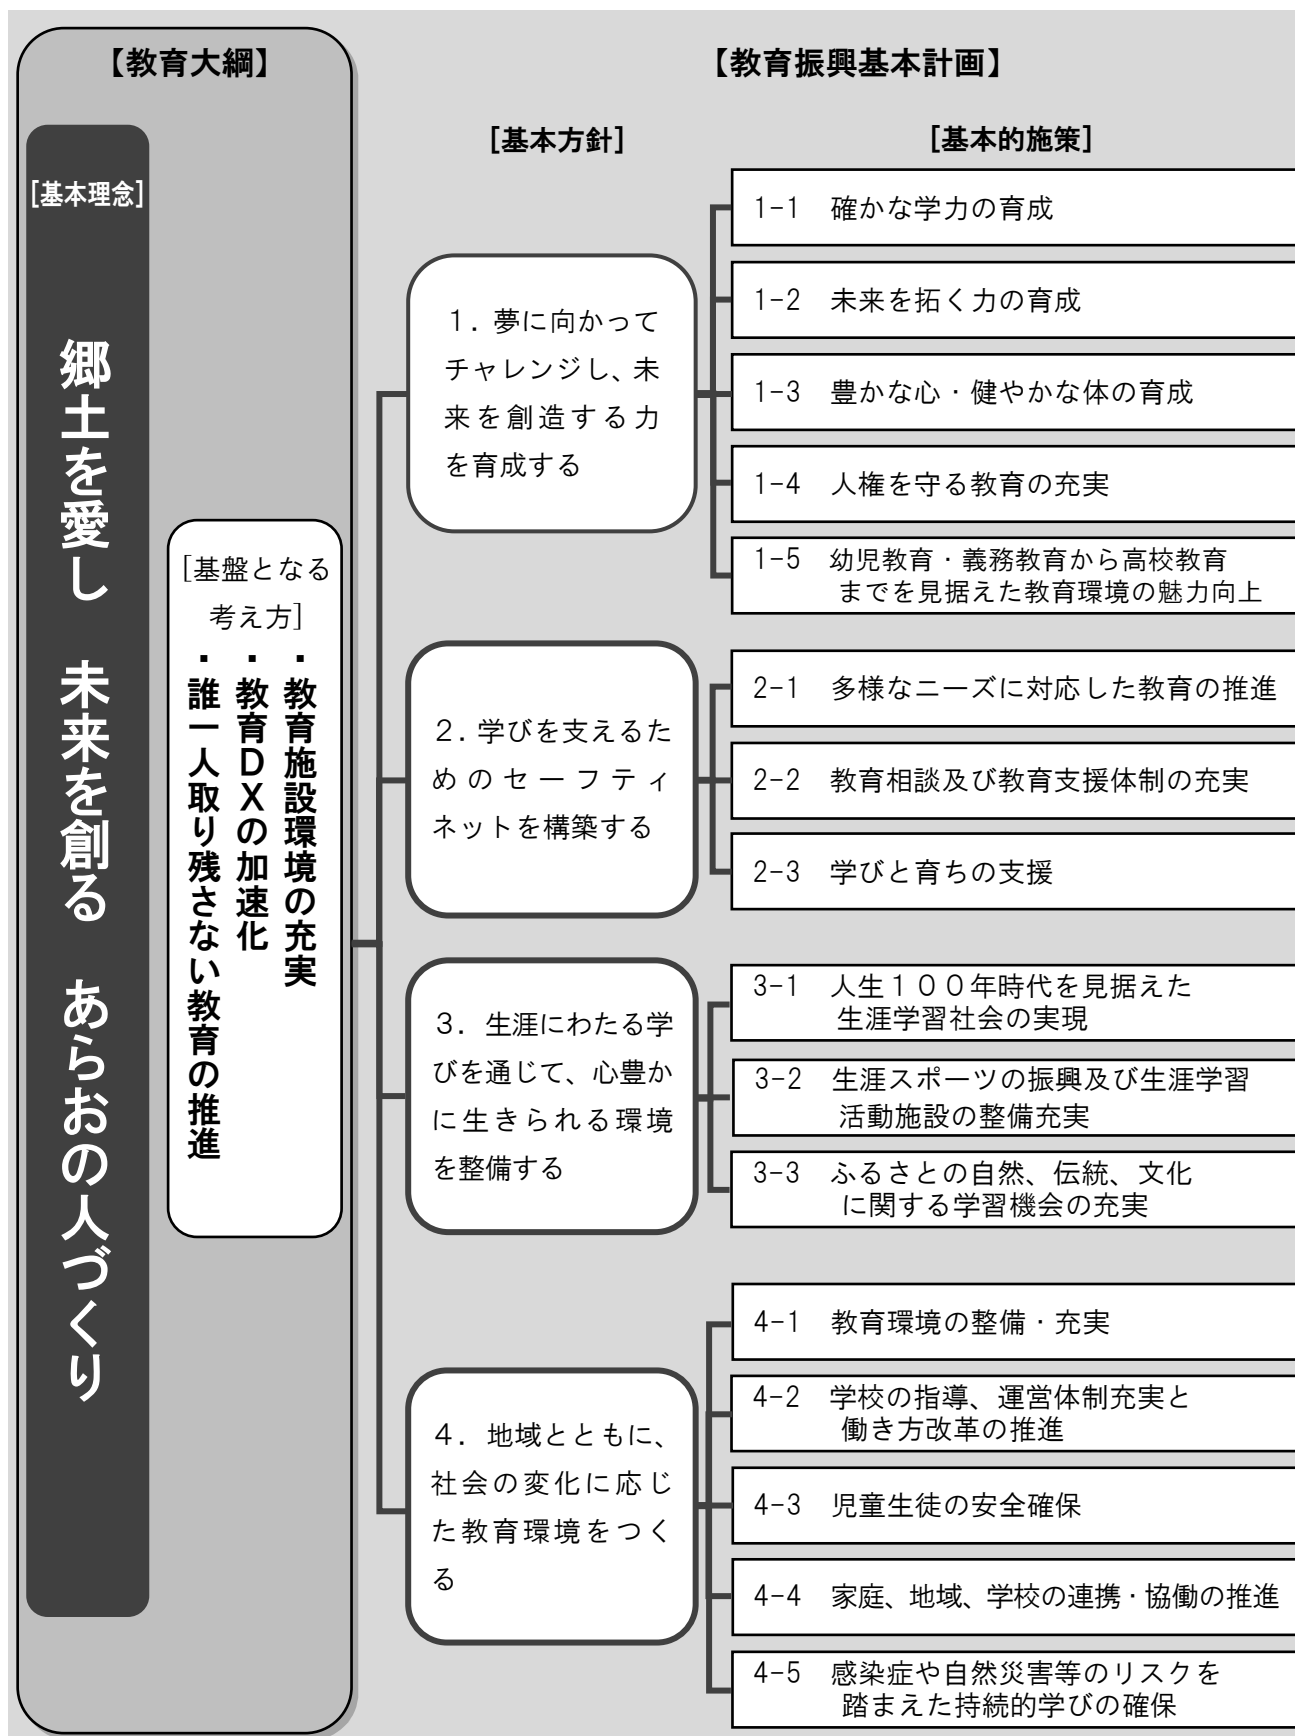 【教育大綱】
[基本理念]
郷土を愛し　未来を創る　あらおの人づくり
[基盤となる
考え方]
・教育施設環境の充実
・教育ＤＸの加速化
・誰一人取り残さない教育の推進
【教育振興基本計画】
[基本方針]
[基本的施策]
１．夢に向かって
チャレンジし、未
来を創造する力
を育成する
1-1　確かな学力の育成
1-2　未来を拓く力の育成
1-3　豊かな心・健やかな体の育成
1-4　人権を守る教育の充実
1-5　幼児教育・義務教育から高校教育
までを見据えた教育環境の魅力向上
２．学びを支えるた
めのセーフティ
ネットを構築する
2-1　多様なニーズに対応した教育の推進
2-2　教育相談及び教育支援体制の充実
2-3　学びと育ちの支援
３．生涯にわたる学
びを通じて、心豊か
に生きられる環境
を整備する
3-1　人生１００年時代を見据えた
生涯学習社会の実現
3-2　生涯スポーツの振興及び生涯学習
活動施設の整備充実
3-3　ふるさとの自然、伝統、文化
に関する学習機会の充実
４．地域とともに、
社会の変化に応じ
た教育環境をつく
る
4-1　教育環境の整備・充実
4-2　学校の指導、運営体制充実と
働き方改革の推進
4-3　児童生徒の安全確保
4-4　家庭、地域、学校の連携・協働の推進
4-5　感染症や自然災害等のリスクを
踏まえた持続的学びの確保